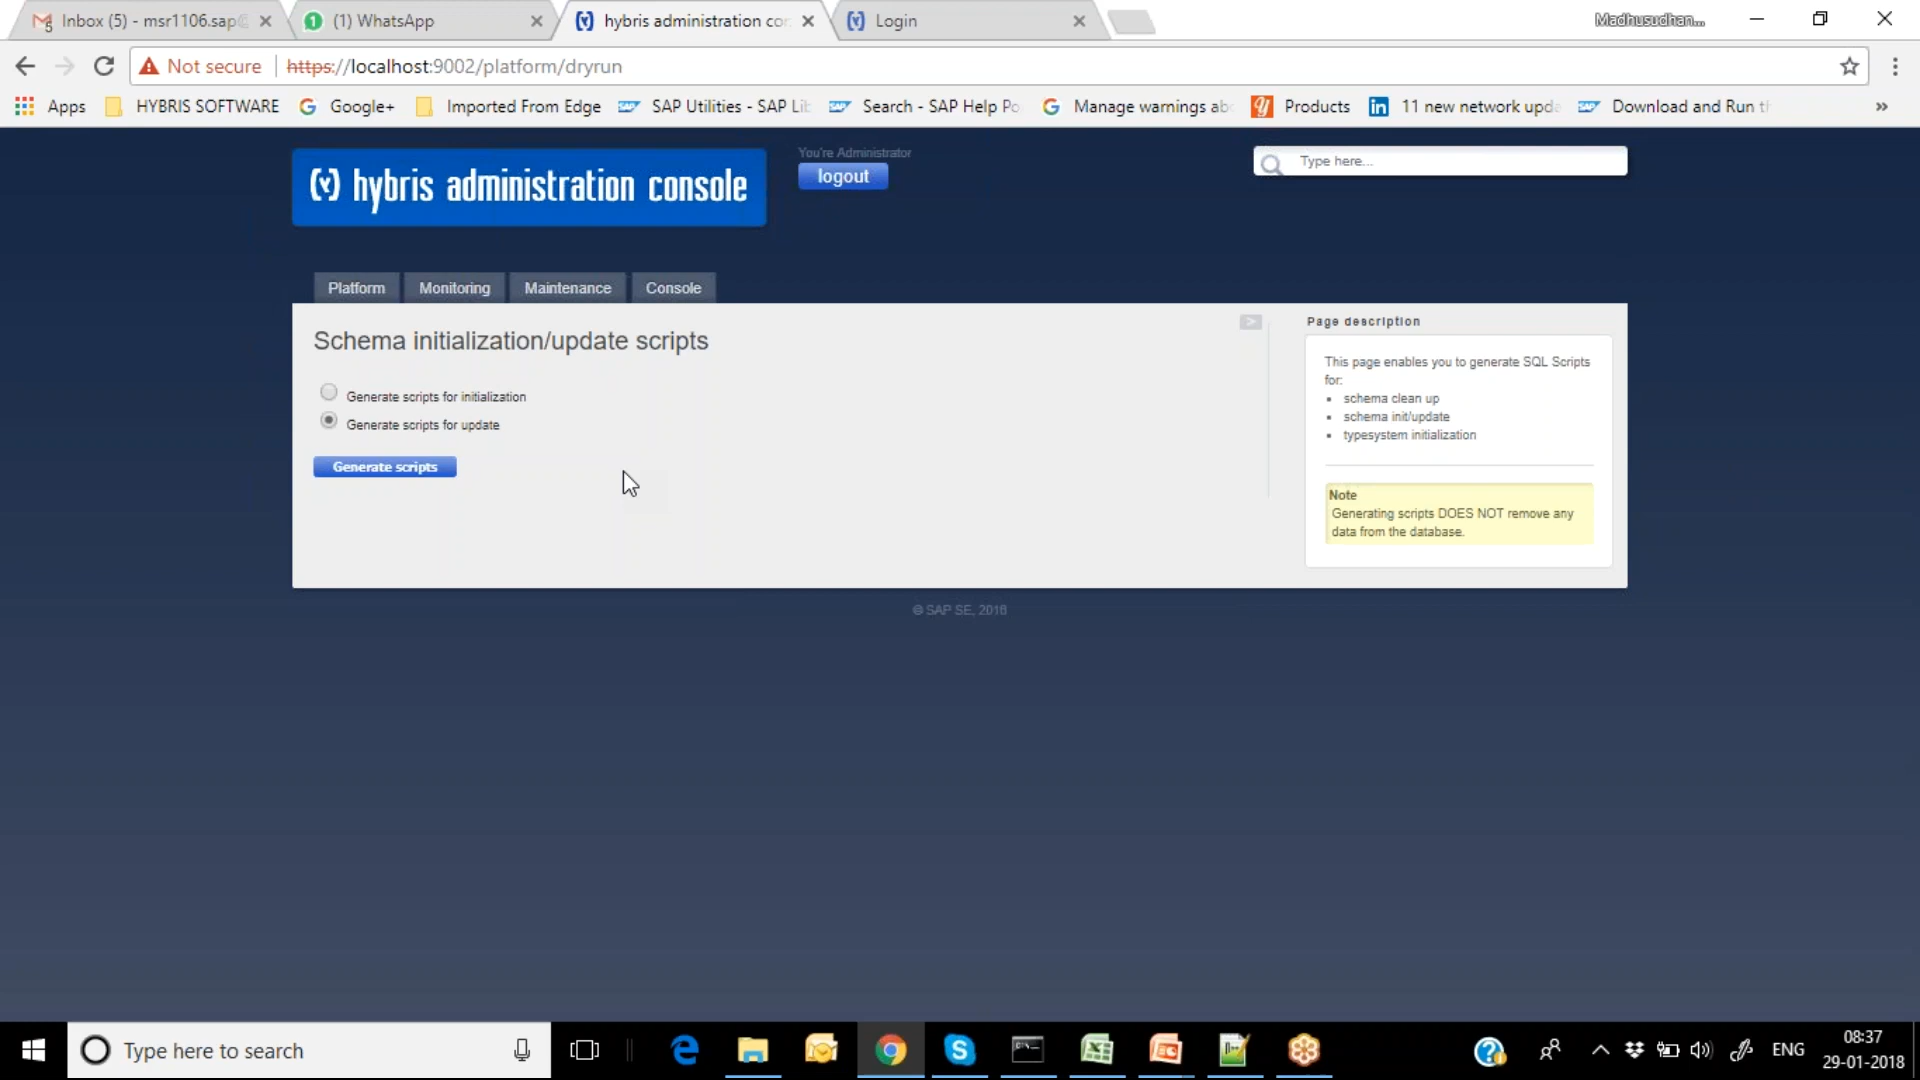 Inbox (5) - msr1106.sap@
(1) WhatsApp
hybris administration con
Login
Madhusudhan...
Not secure
https://localhost:9002/platform/dryrun
Apps
HYBRIS SOFTWARE
Google+
Imported From Edge
SAP Utilities - SAP Lib
Search - SAP Help Po
Manage warnings abo
Products
11 new network upda
Download and Run th
»
(y) hybris administration console
You're Administrator
logout
Type here...
Platform
Monitoring
Maintenance
Console
Schema initialization/update scripts
>
Generate scripts for initialization
Generate scripts for update
Generate scripts
Page description
This page enables you to generate SQL Scripts
for:
schema clean up
schema init/update
typesystem initialization
Note
Generating scripts DOES NOT remove any
data from the database.
© SAP SE, 2016
Type here to search
ENG
08:37
29-01-2018